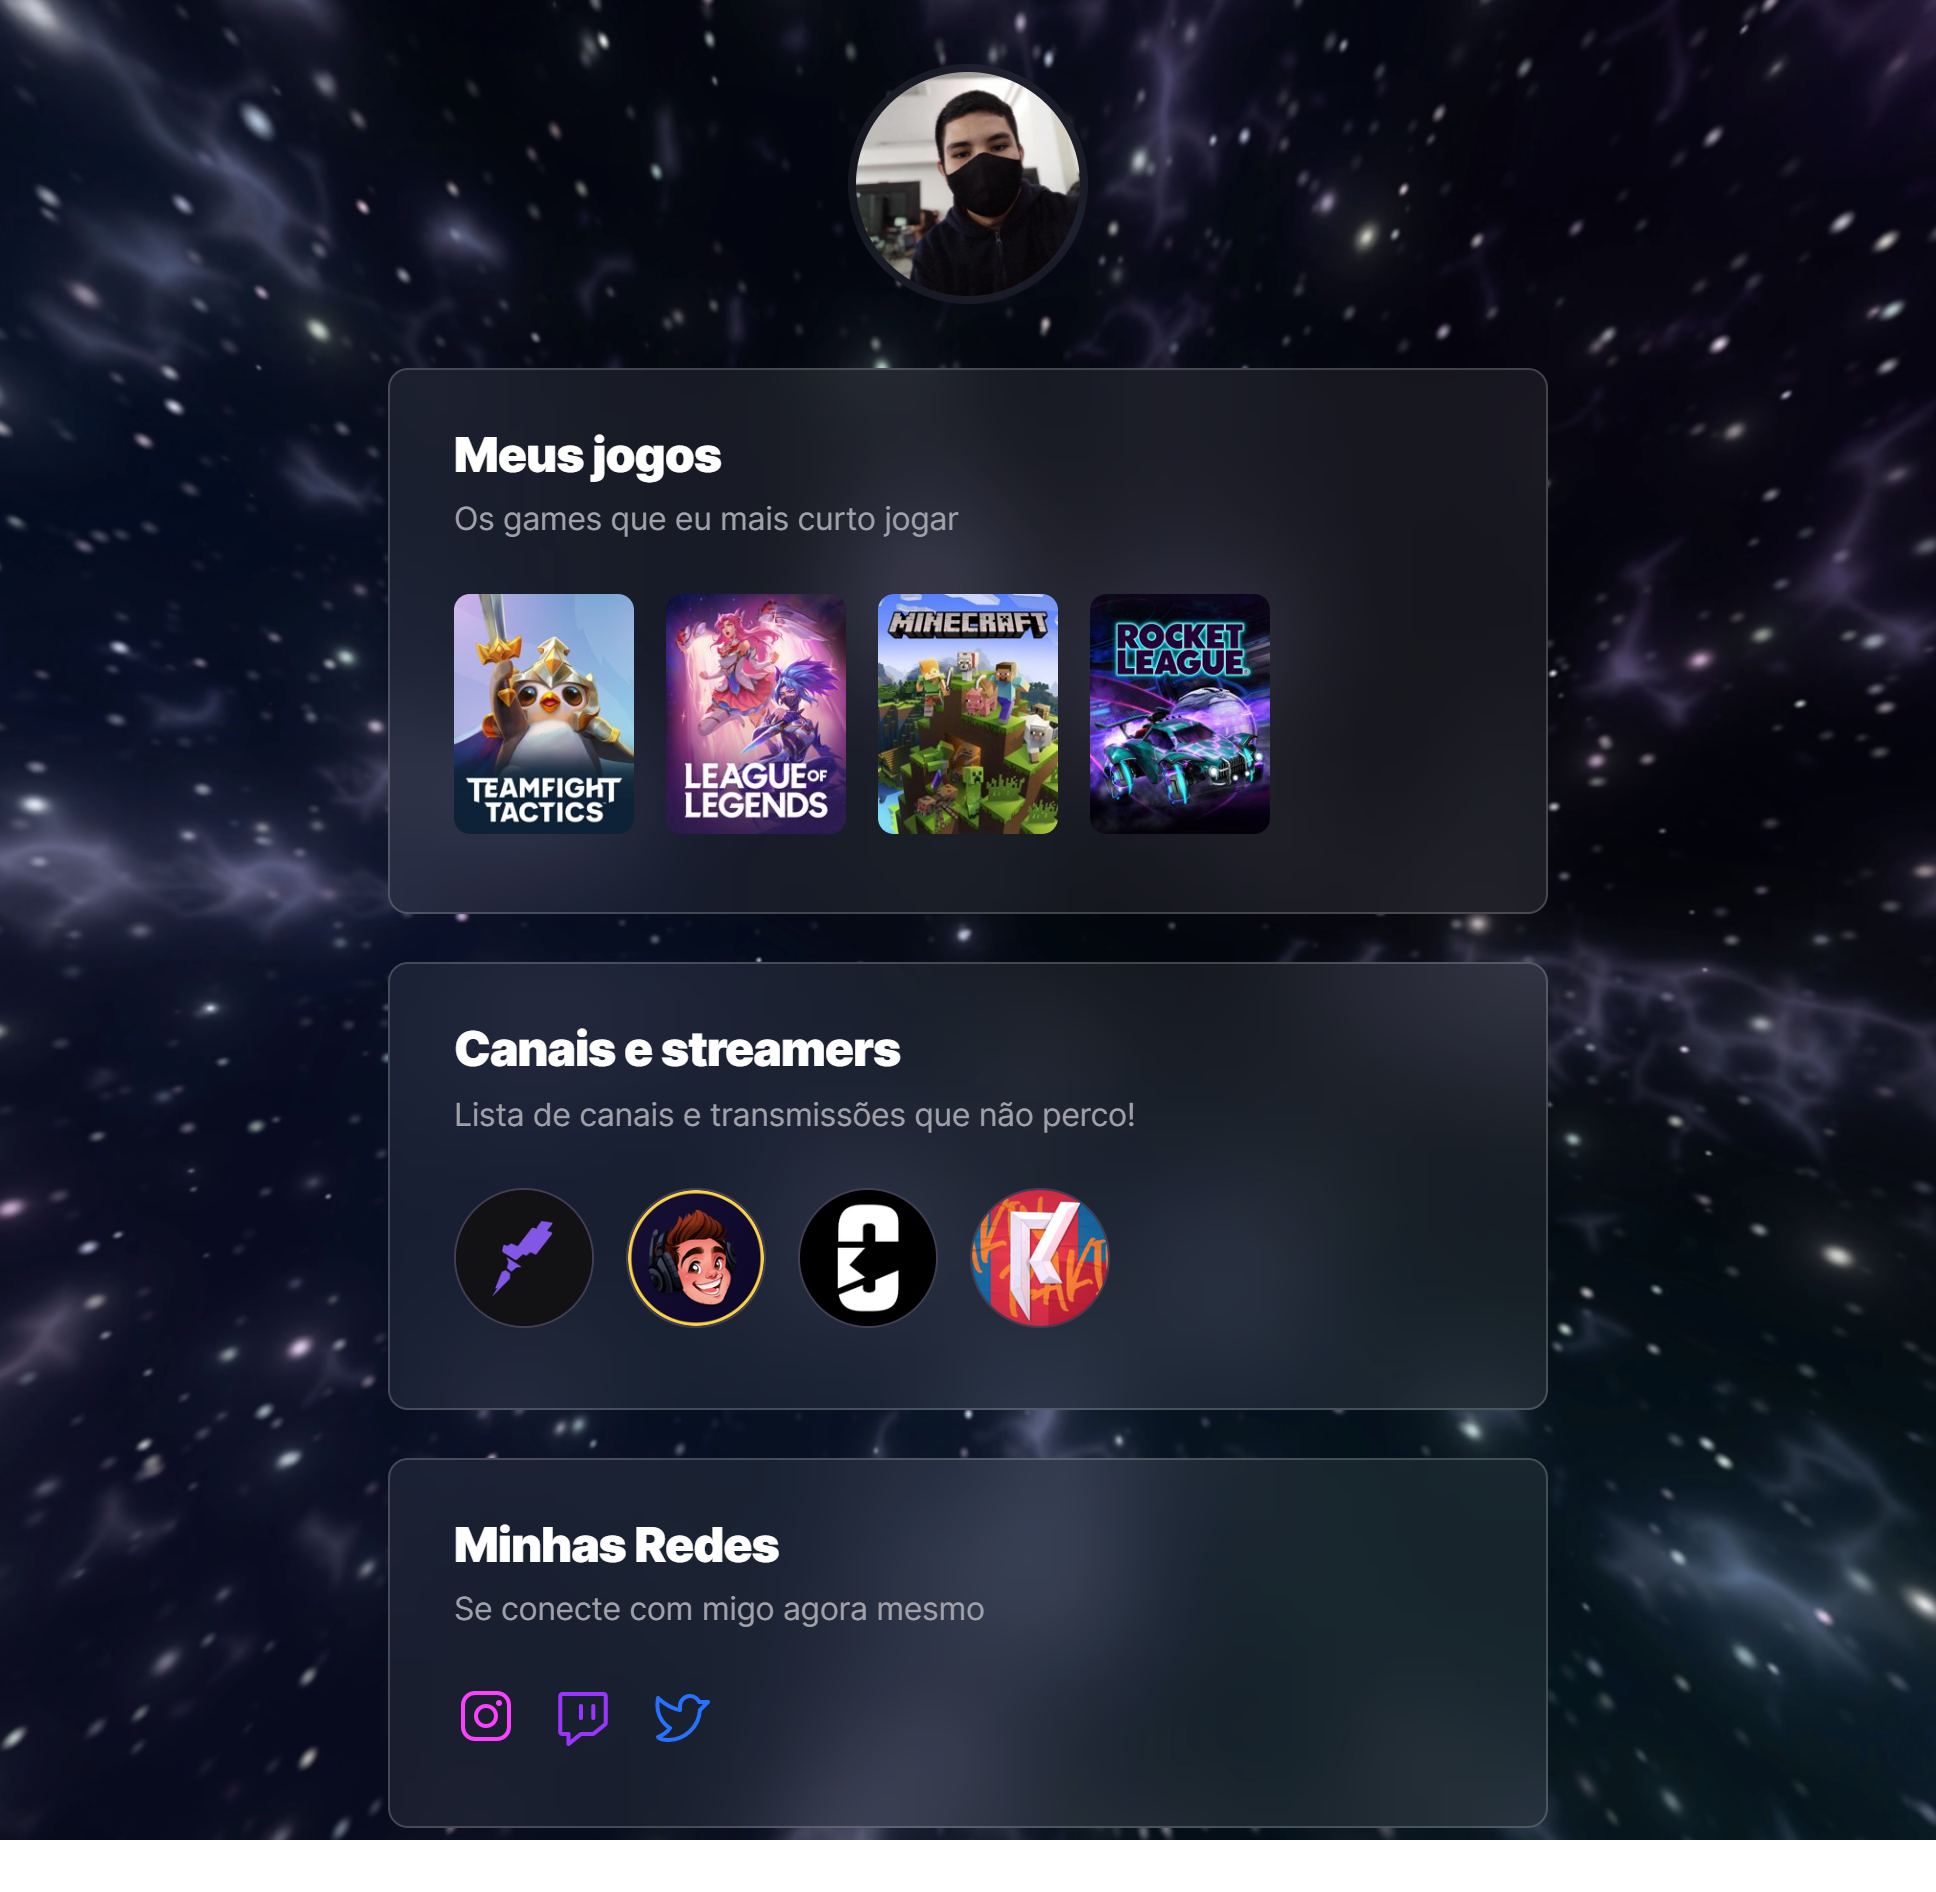 Meus jogos
Os games que eu mais curto jogar
TEAMFIGHT
TACTICS
LEAGUE OF
LEGENDS
MINECRAFT
ROCKET
LEAGUE
Canais e streamers
Lista de canais e transmissões que não perco!
Minhas Redes
Se conecte com migo agora mesmo